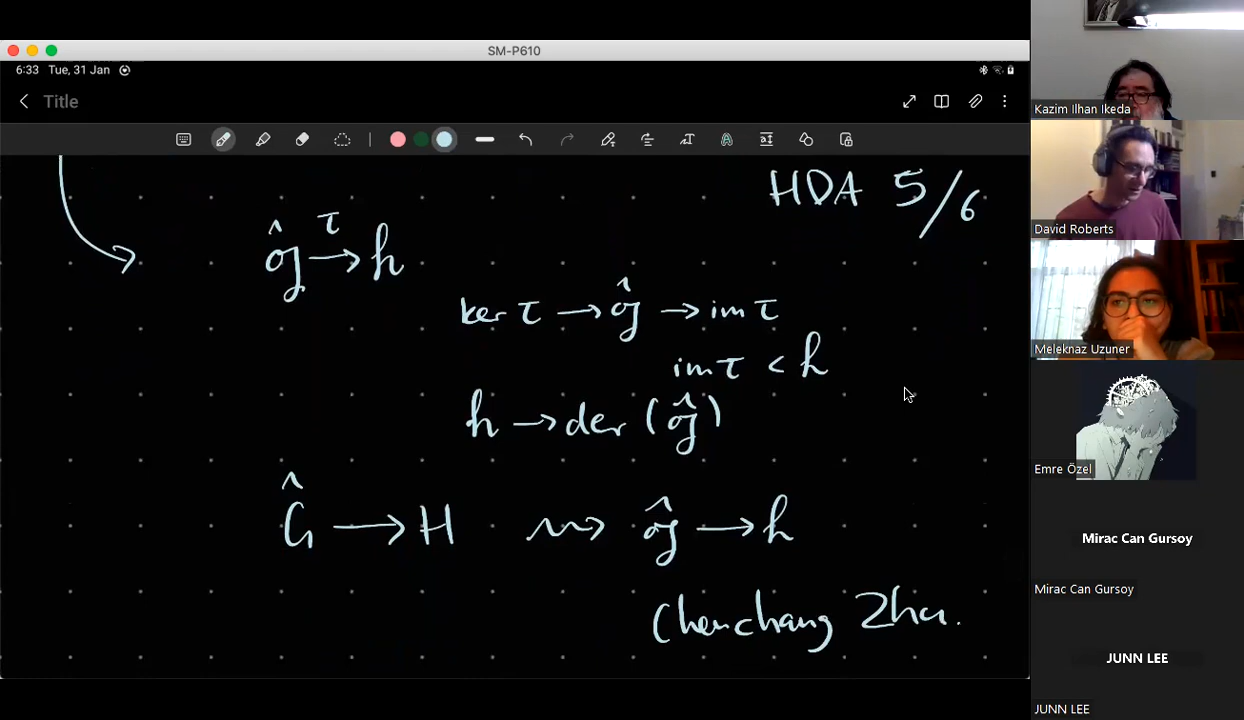 SM-P610
6:33 Tue, 31 Jan
Title
HDA 5/6
ĝ →τ h
ker τ → ĝ → im τ
im τ < h
h → der (ĝ)
Ĝ → H ⇝ ĝ → h
Chenchang Zhu.
Kazim Ilhan Ikeda
David Roberts
Meleknaz Uzuner
Emre Özel
Mirac Can Gursoy
Mirac Can Gursoy
JUNN LEE
JUNN LEE